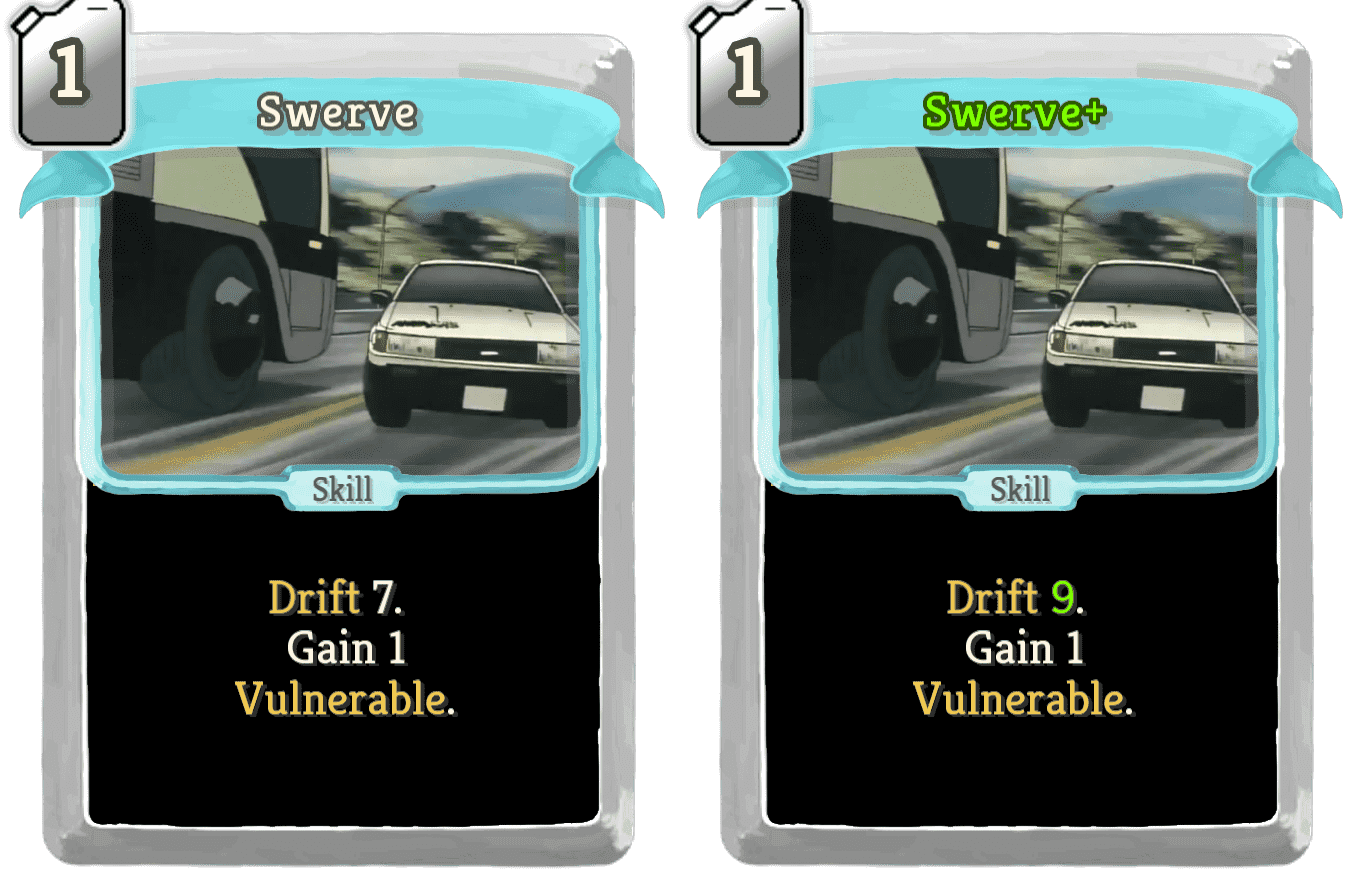 1
Swerve
Skill
Drift 7.
Gain 1
Vulnerable.
1
Swerve+
Skill
Drift 9.
Gain 1
Vulnerable.